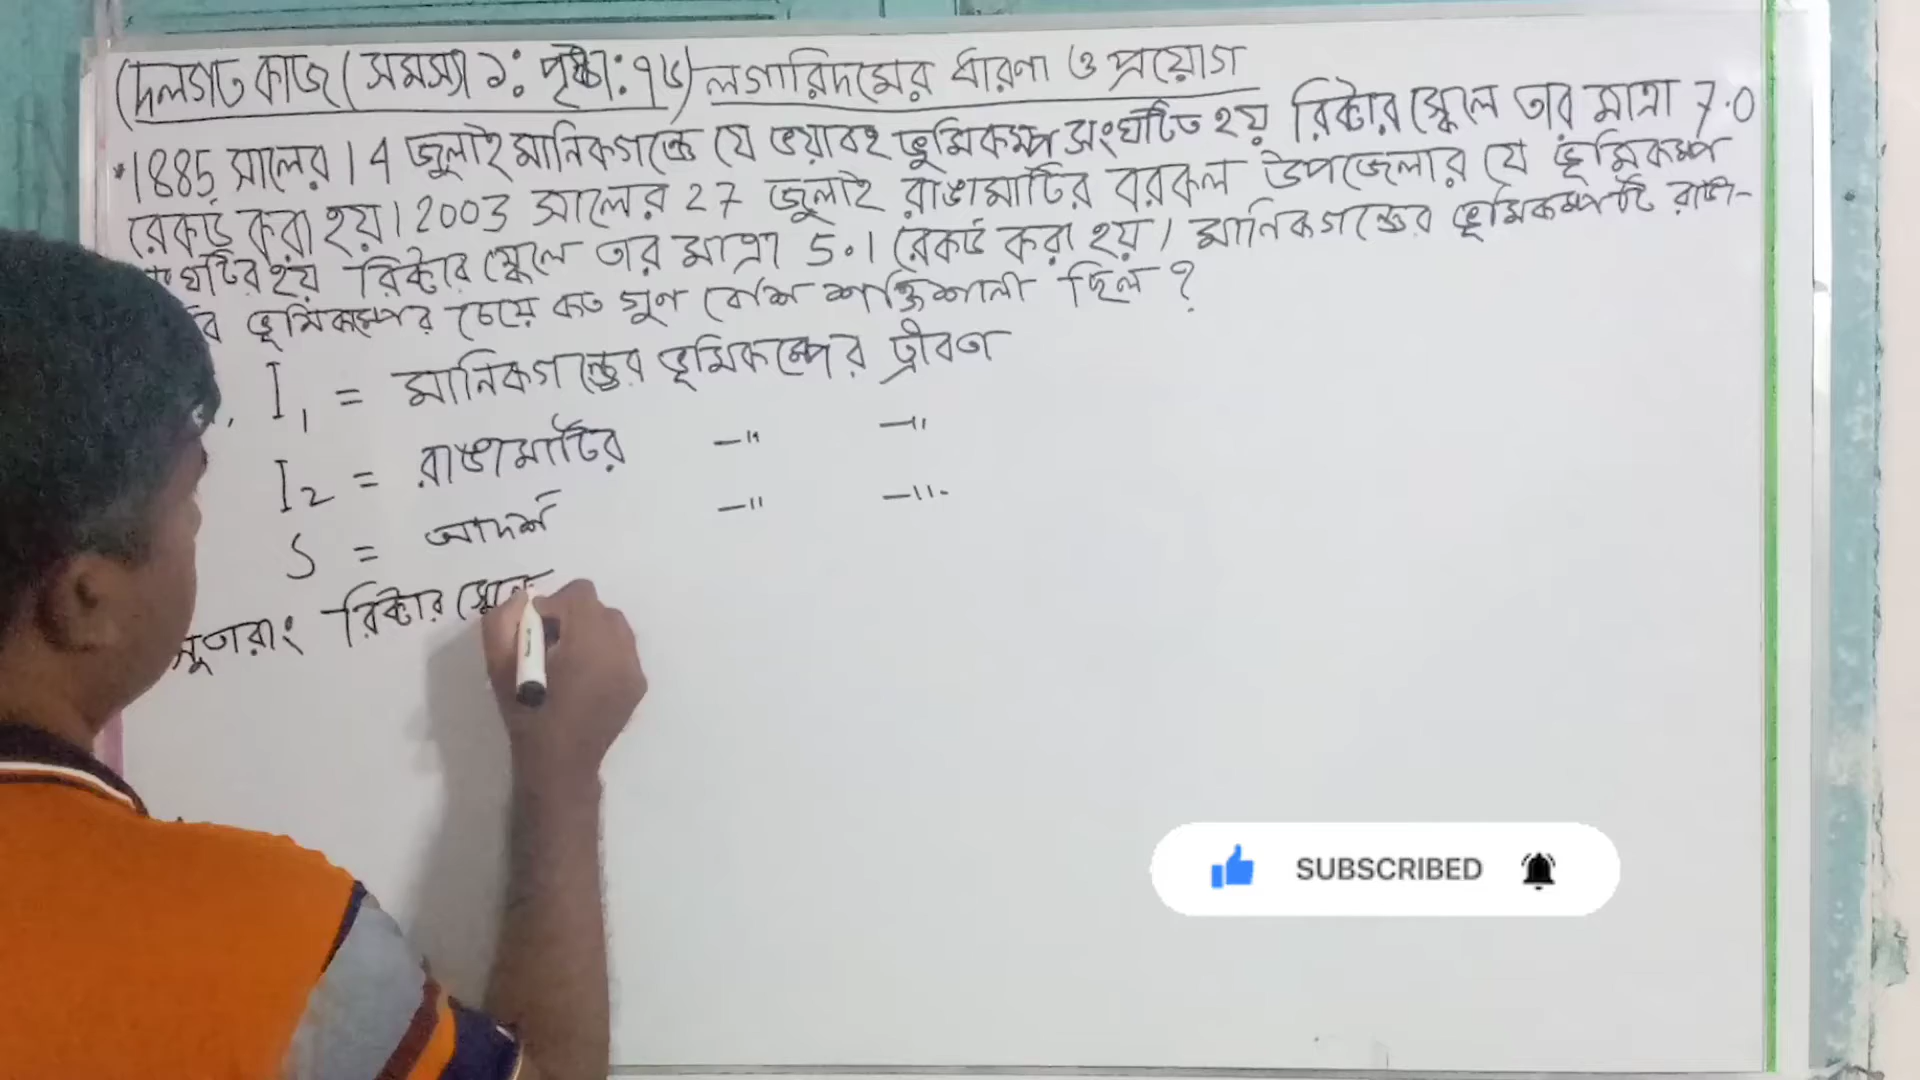 (দলগত কাজ (সমস্যা ১: পৃষ্ঠা: ৭৬) লগারিদমের ধারণা ও প্রয়োগ
*1885 সালের 14 জুলাই মানিকগঞ্জে যে ভয়াবহ ভূমিকম্প সংঘটিত হয় রিক্টার স্কেলে তার মাত্রা 7.0
রেকর্ড করা হয়। 2003 সালের 27 জুলাই রাঙামাটির বরকল উপজেলার যে ভূমিকম্প
ঘটির হয় রিক্টার স্কেলে তার মাত্রা 5.1 রেকর্ড করা হয়। মানিকগঞ্জের ভূমিকম্পটি রাঙা-
ভূমিকম্পের চেয়ে কত গুণ বেশি শক্তিশালী ছিল?
I₁ = মানিকগঞ্জের ভূমিকম্পের ত্রীবতা
I₂ = রাঙামাটির —" —"
S = আদর্শ —" —".
সুতরাং রিক্টার স্কেলে
SUBSCRIBED